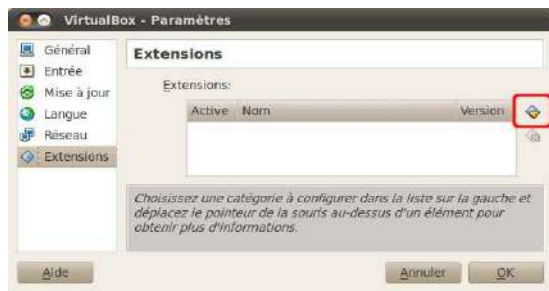 VirtualBox - Paramètres
Général
Entrée
Mise à jour
Langue
Réseau
Extensions
Extensions
Extensions:
Active Nom Version
Choisissez une catégorie à configurer dans la liste sur la gauche et
déplacez le pointeur de la souris au-dessus d'un élément pour
obtenir plus d'informations.
Aide
Annuler
OK